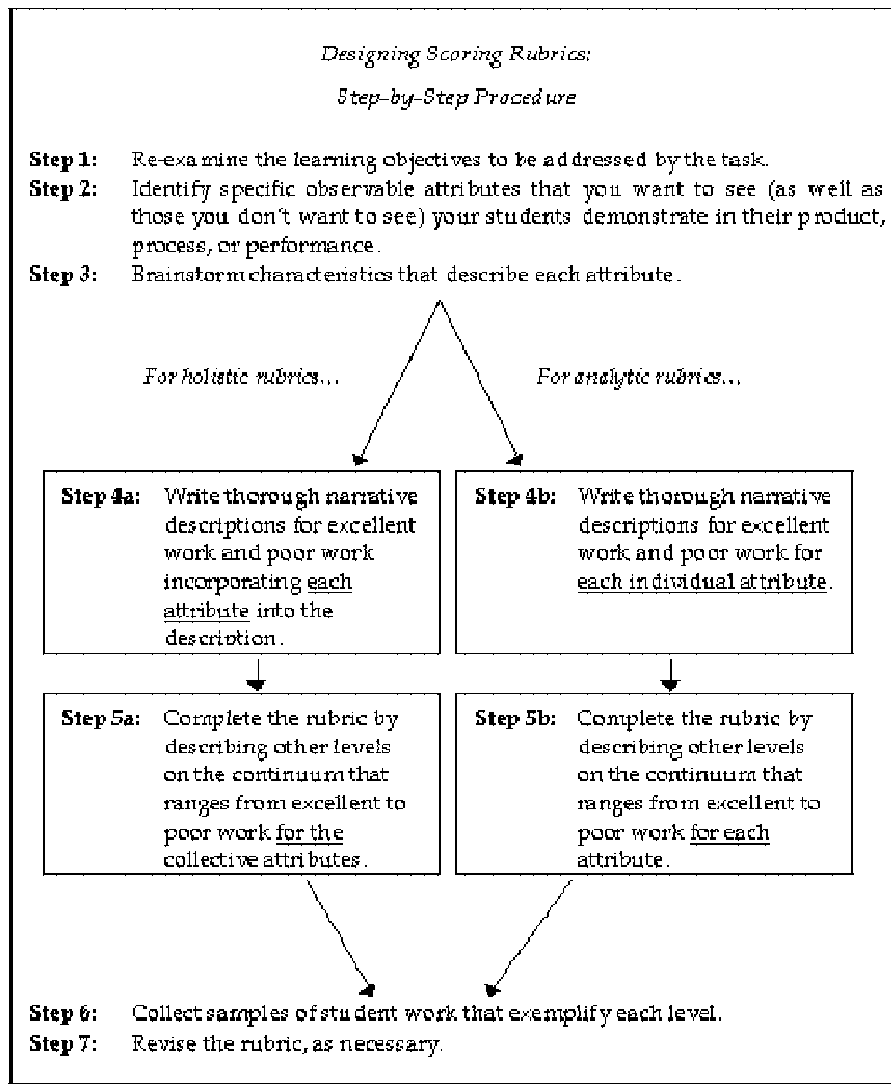 Designing Scoring Rubrics:
Step-by-Step Procedure
Step 1: Re-examine the learning objectives to be addressed by the task.
Step 2: Identify specific observable attributes that you want to see (as well as
those you don't want to see) your students demonstrate in their product,
process, or performance.
Step 3: Brainstorm characteristics that describe each attribute.
For holistic rubrics...
For analytic rubrics...
Step 4a: Write thorough narrative
descriptions for excellent
work and poor work
incorporating each
attribute into the
description.
Step 4b: Write thorough narrative
descriptions for excellent
work and poor work for
each individual attribute.
Step 5a: Complete the rubric by
describing other levels
on the continuum that
ranges from excellent to
poor work for the
collective attributes.
Step 5b: Complete the rubric by
describing other levels
on the continuum that
ranges from excellent to
poor work for each
attribute.
Step 6: Collect samples of student work that exemplify each level.
Step 7: Revise the rubric, as necessary.